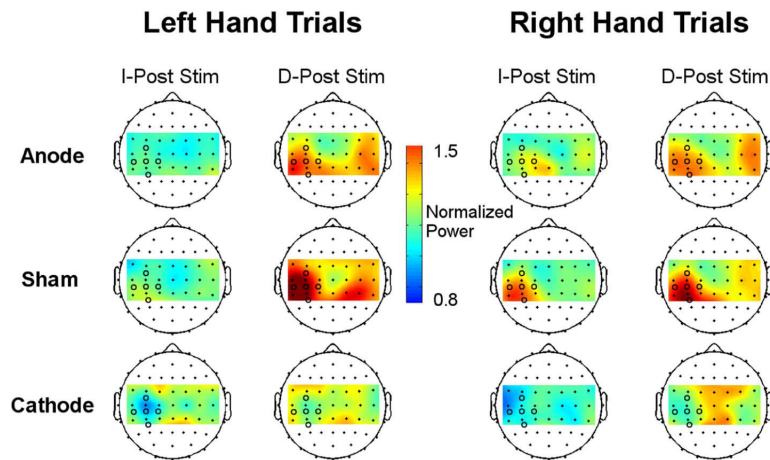 Left Hand Trials
Right Hand Trials
I-Post Stim
D-Post Stim
I-Post Stim
D-Post Stim
Anode
1.5
Normalized
Power
0.8
Sham
Cathode